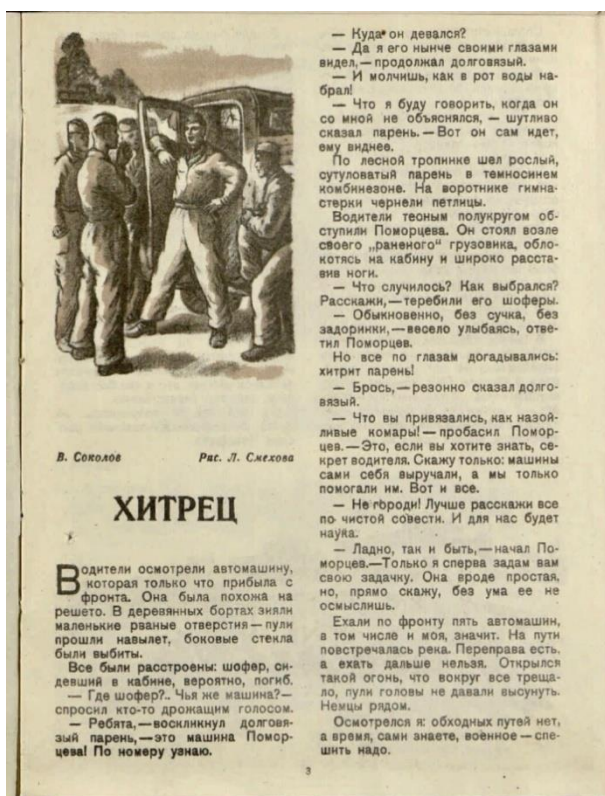 В. Соколов
Рис. Л. Смехова
ХИТРЕЦ
Водители осмотрели автомашину,
которая только что прибыла с
фронта. Она была похожа на
решето. В деревянных бортах зияли
маленькие рваные отверстия — пули
прошли навылет, боковые стекла
были выбиты.
Все были расстроены: шофер, си-
девший в кабине, вероятно, погиб.
— Где шофер?.. Чья же машина?—
спросил кто-то дрожащим голосом.
— Ребята,—воскликнул долговя-
зый парень,—это машина Помор-
цева! По номеру узнаю.
— Куда он девался?
— Да я его нынче своими глазами
видел,—продолжал долговязый.
— И молчишь, как в рот воды на-
брал!
— Что я буду говорить, когда он
со мной не объяснялся, — шутливо
сказал парень.—Вот он сам идет,
ему виднее.
По лесной тропинке шел рослый,
сутуловатый парень в темносинем
комбинезоне. На воротнике гимна-
стерки чернели петлицы.
Водители тесным полукругом об-
ступили Поморцева. Он стоял возле
своего „раненого“ грузовика, обло-
котясь на кабину и широко расста-
вив ноги.
— Что случилось? Как выбрался?
Расскажи,—теребили его шоферы.
— Обыкновенно, без сучка, без
задоринки,—весело улыбаясь, отве-
тил Поморцев.
Но все по глазам догадывались:
хитрит парень!
— Брось,—резонно сказал долго-
вязый.
— Что вы привязались, как назой-
ливые комары!—пробасил Помор-
цев.—Это, если вы хотите знать, се-
крет водителя. Скажу только: машины
сами себя выручали, а мы только
помогали им. Вот и все.
— Не городи! Лучше расскажи все
по чистой совести. И для нас будет
наука.
— Ладно, так и быть,—начал По-
морцев.—Только я сперва задам вам
свою задачку. Она вроде простая,
но, прямо скажу, без ума ее не
осмыслишь.
Ехали по фронту пять автомашин,
в том числе и моя, значит. На пути
повстречалась река. Переправа есть,
а ехать дальше нельзя. Открылся
такой огонь, что вокруг все треща-
ло, пули головы не давали высунуть.
Немцы рядом.
Осмотрелся я: обходных путей нет,
а время, сами знаете, военное — спе-
шить надо.
3